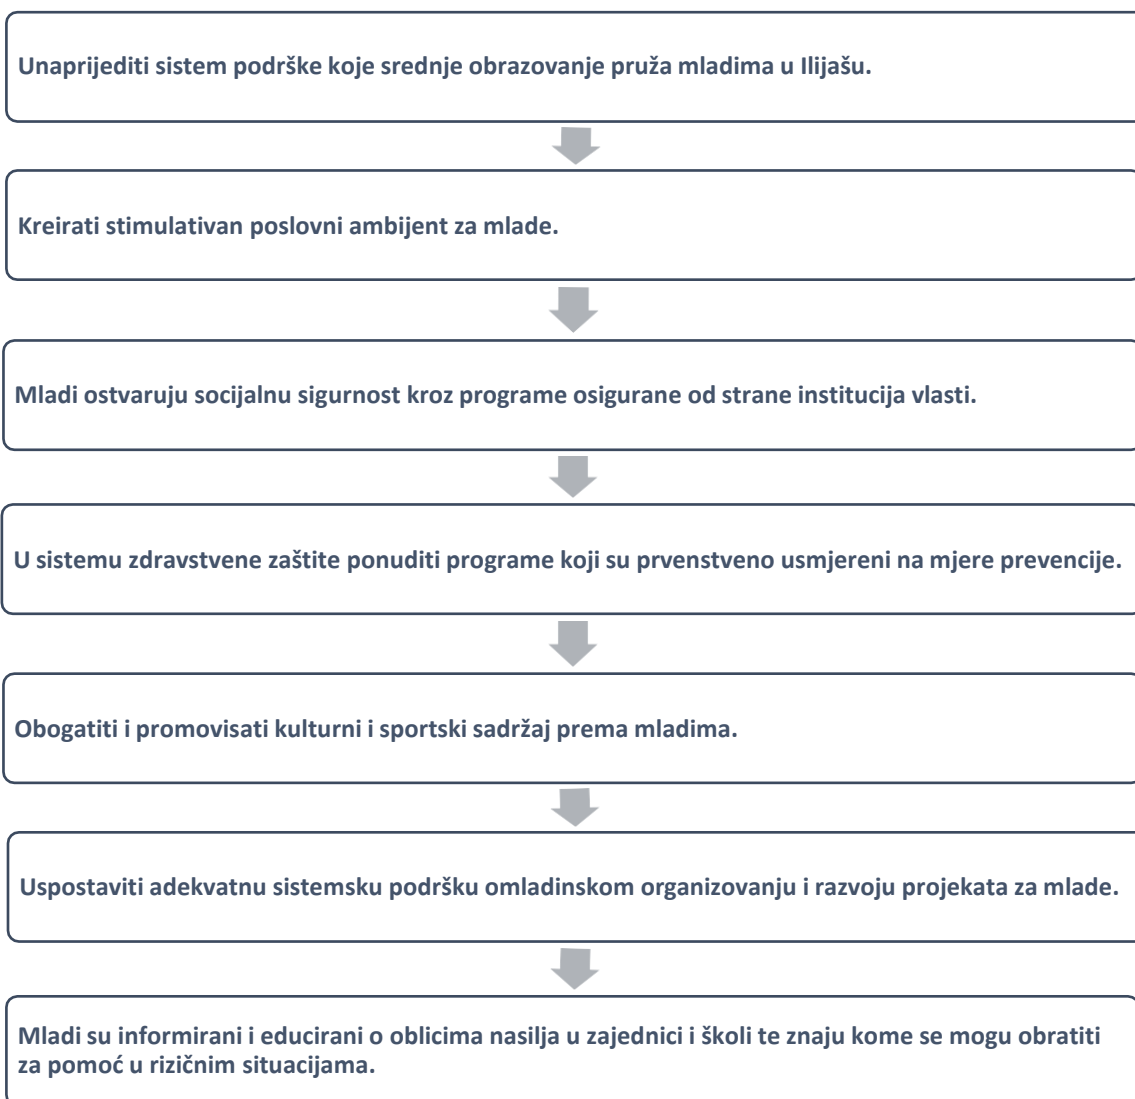 Unaprijediti sistem podrške koje srednje obrazovanje pruža mladima u Ilijašu.
Kreirati stimulativan poslovni ambijent za mlade.
Mladi ostvaruju socijalnu sigurnost kroz programe osigurane od strane institucija vlasti.
U sistemu zdravstvene zaštite ponuditi programe koji su prvenstveno usmjereni na mjere prevencije.
Obogatiti i promovisati kulturni i sportski sadržaj prema mladima.
Uspostaviti adekvatnu sistemsku podršku omladinskom organizovanju i razvoju projekata za mlade.
Mladi su informirani i educirani o oblicima nasilja u zajednici i školi te znaju kome se mogu obratiti
za pomoć u rizičnim situacijama.